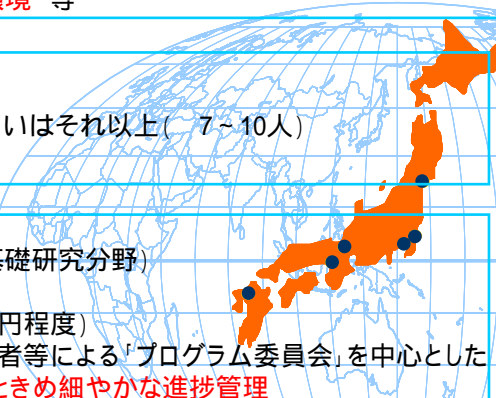 環境 等
いはそれ以上( 7~10人)
基礎研究分野)
円程度)
者等による「プログラム委員会」を中心とした
ときめ細やかな進捗管理